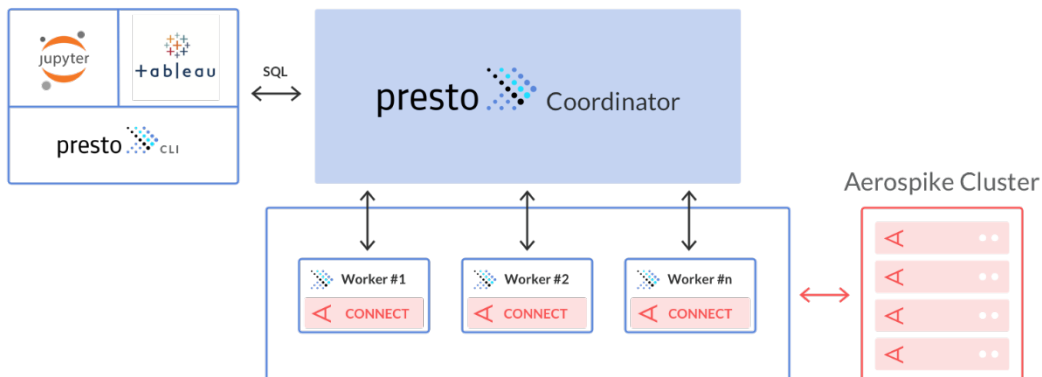 jupyter
+ableau
SQL
presto Coordinator
presto CLI
Aerospike Cluster
Worker #1
Worker #2
Worker #n
CONNECT
CONNECT
CONNECT